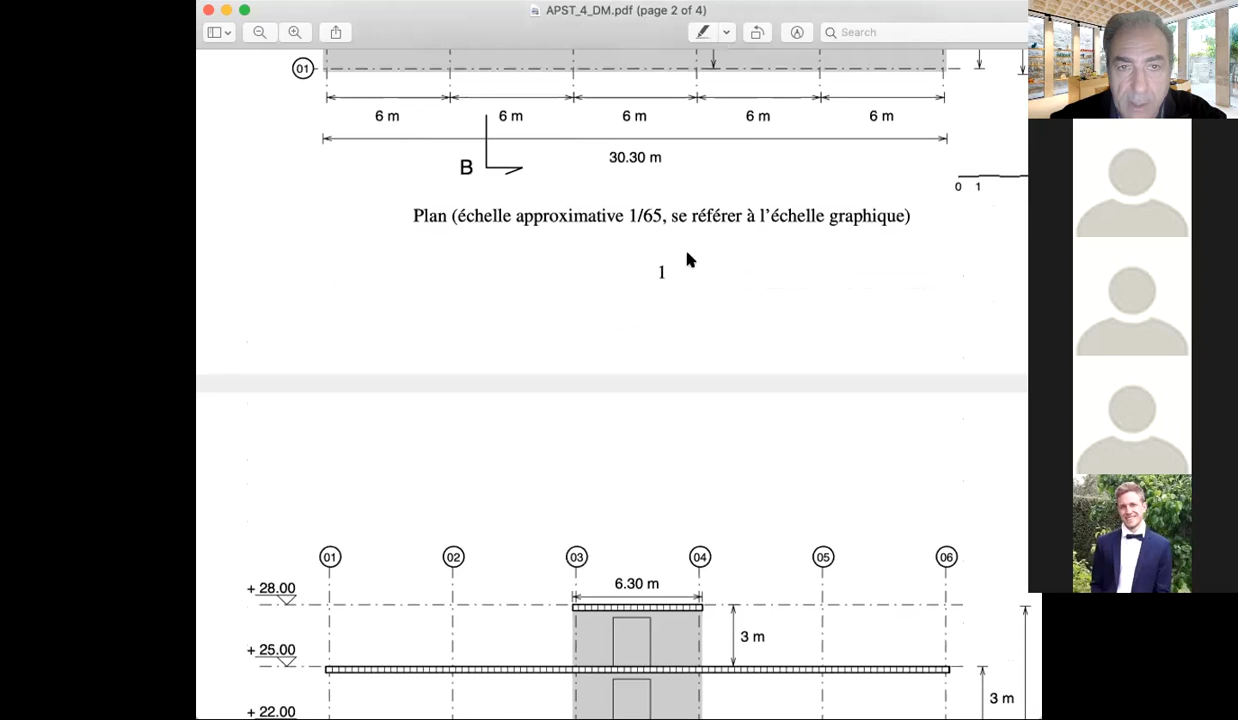 APST_4_DM.pdf (page 2 of 4)
Search
01
6 m 6 m 6 m 6 m 6 m
30.30 m
B
0 1
Plan (échelle approximative 1/65, se référer à l’échelle graphique)
1
01 02 03 04 05 06
6.30 m
+ 28.00
3 m
+ 25.00
3 m
+ 22.00